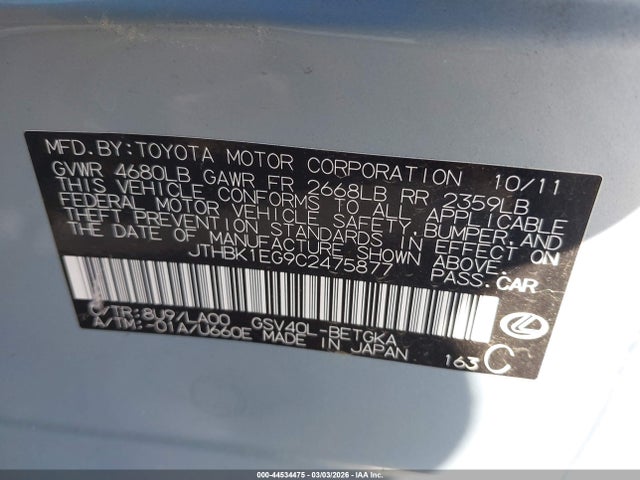 MFD.BY:TOYOTA MOTOR CORPORATION 10/11
GVWR 4680LB GAWR FR 2668LB RR 2359LB
THIS VEHICLE CONFORMS TO ALL APPLICABLE
FEDERAL MOTOR VEHICLE SAFETY,BUMPER,AND
THEFT PREVENTION STANDARDS IN EFFECT ON
THE DATE OF MANUFACTURE SHOWN ABOVE.
JTHBK1EG9C2475877 PASS.CAR
C/TR:8U9/LA00 GSV40L-BETGKA
A/TM:-01A/U660E MADE IN JAPAN 163 C
000-44534475 - 03/03/2026 - IAAI Copart